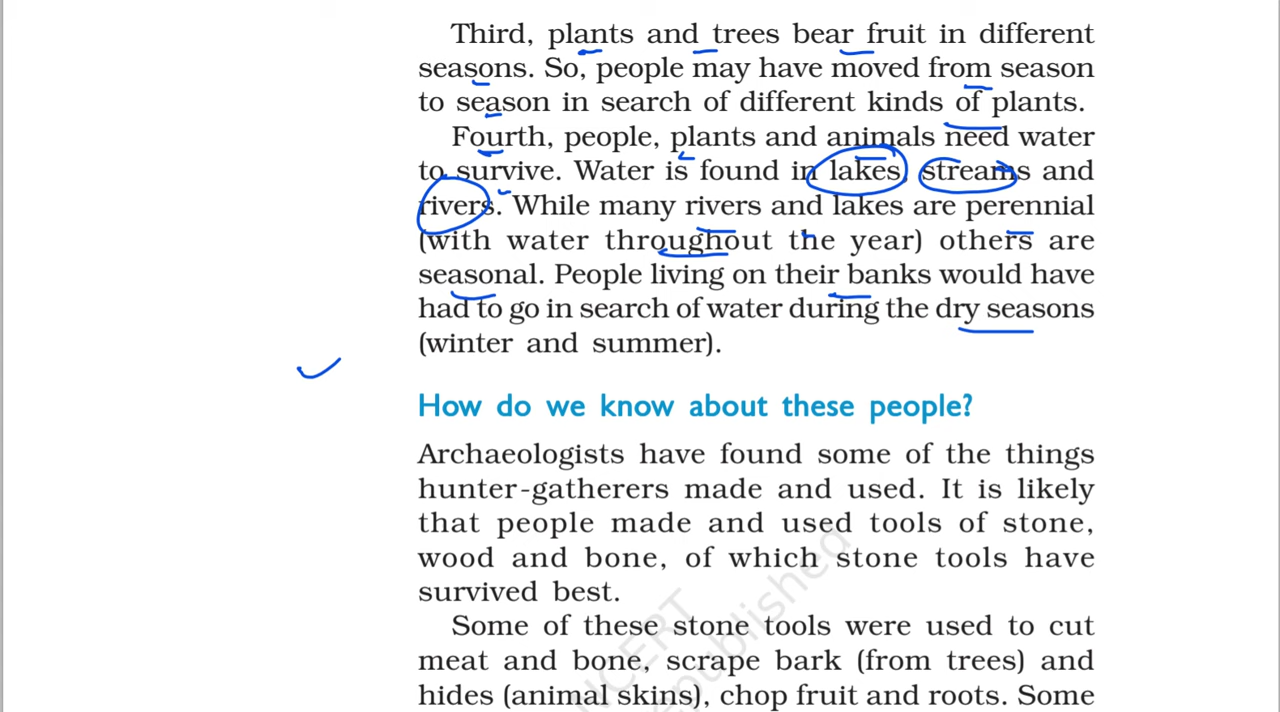 Third, plants and trees bear fruit in different
seasons. So, people may have moved from season
to season in search of different kinds of plants.
Fourth, people, plants and animals need water
to survive. Water is found in lakes, streams and
rivers. While many rivers and lakes are perennial
(with water throughout the year) others are
seasonal. People living on their banks would have
had to go in search of water during the dry seasons
(winter and summer).
How do we know about these people?
Archaeologists have found some of the things
hunter-gatherers made and used. It is likely
that people made and used tools of stone,
wood and bone, of which stone tools have
survived best.
Some of these stone tools were used to cut
meat and bone, scrape bark (from trees) and
hides (animal skins), chop fruit and roots. Some
NCERT
republished